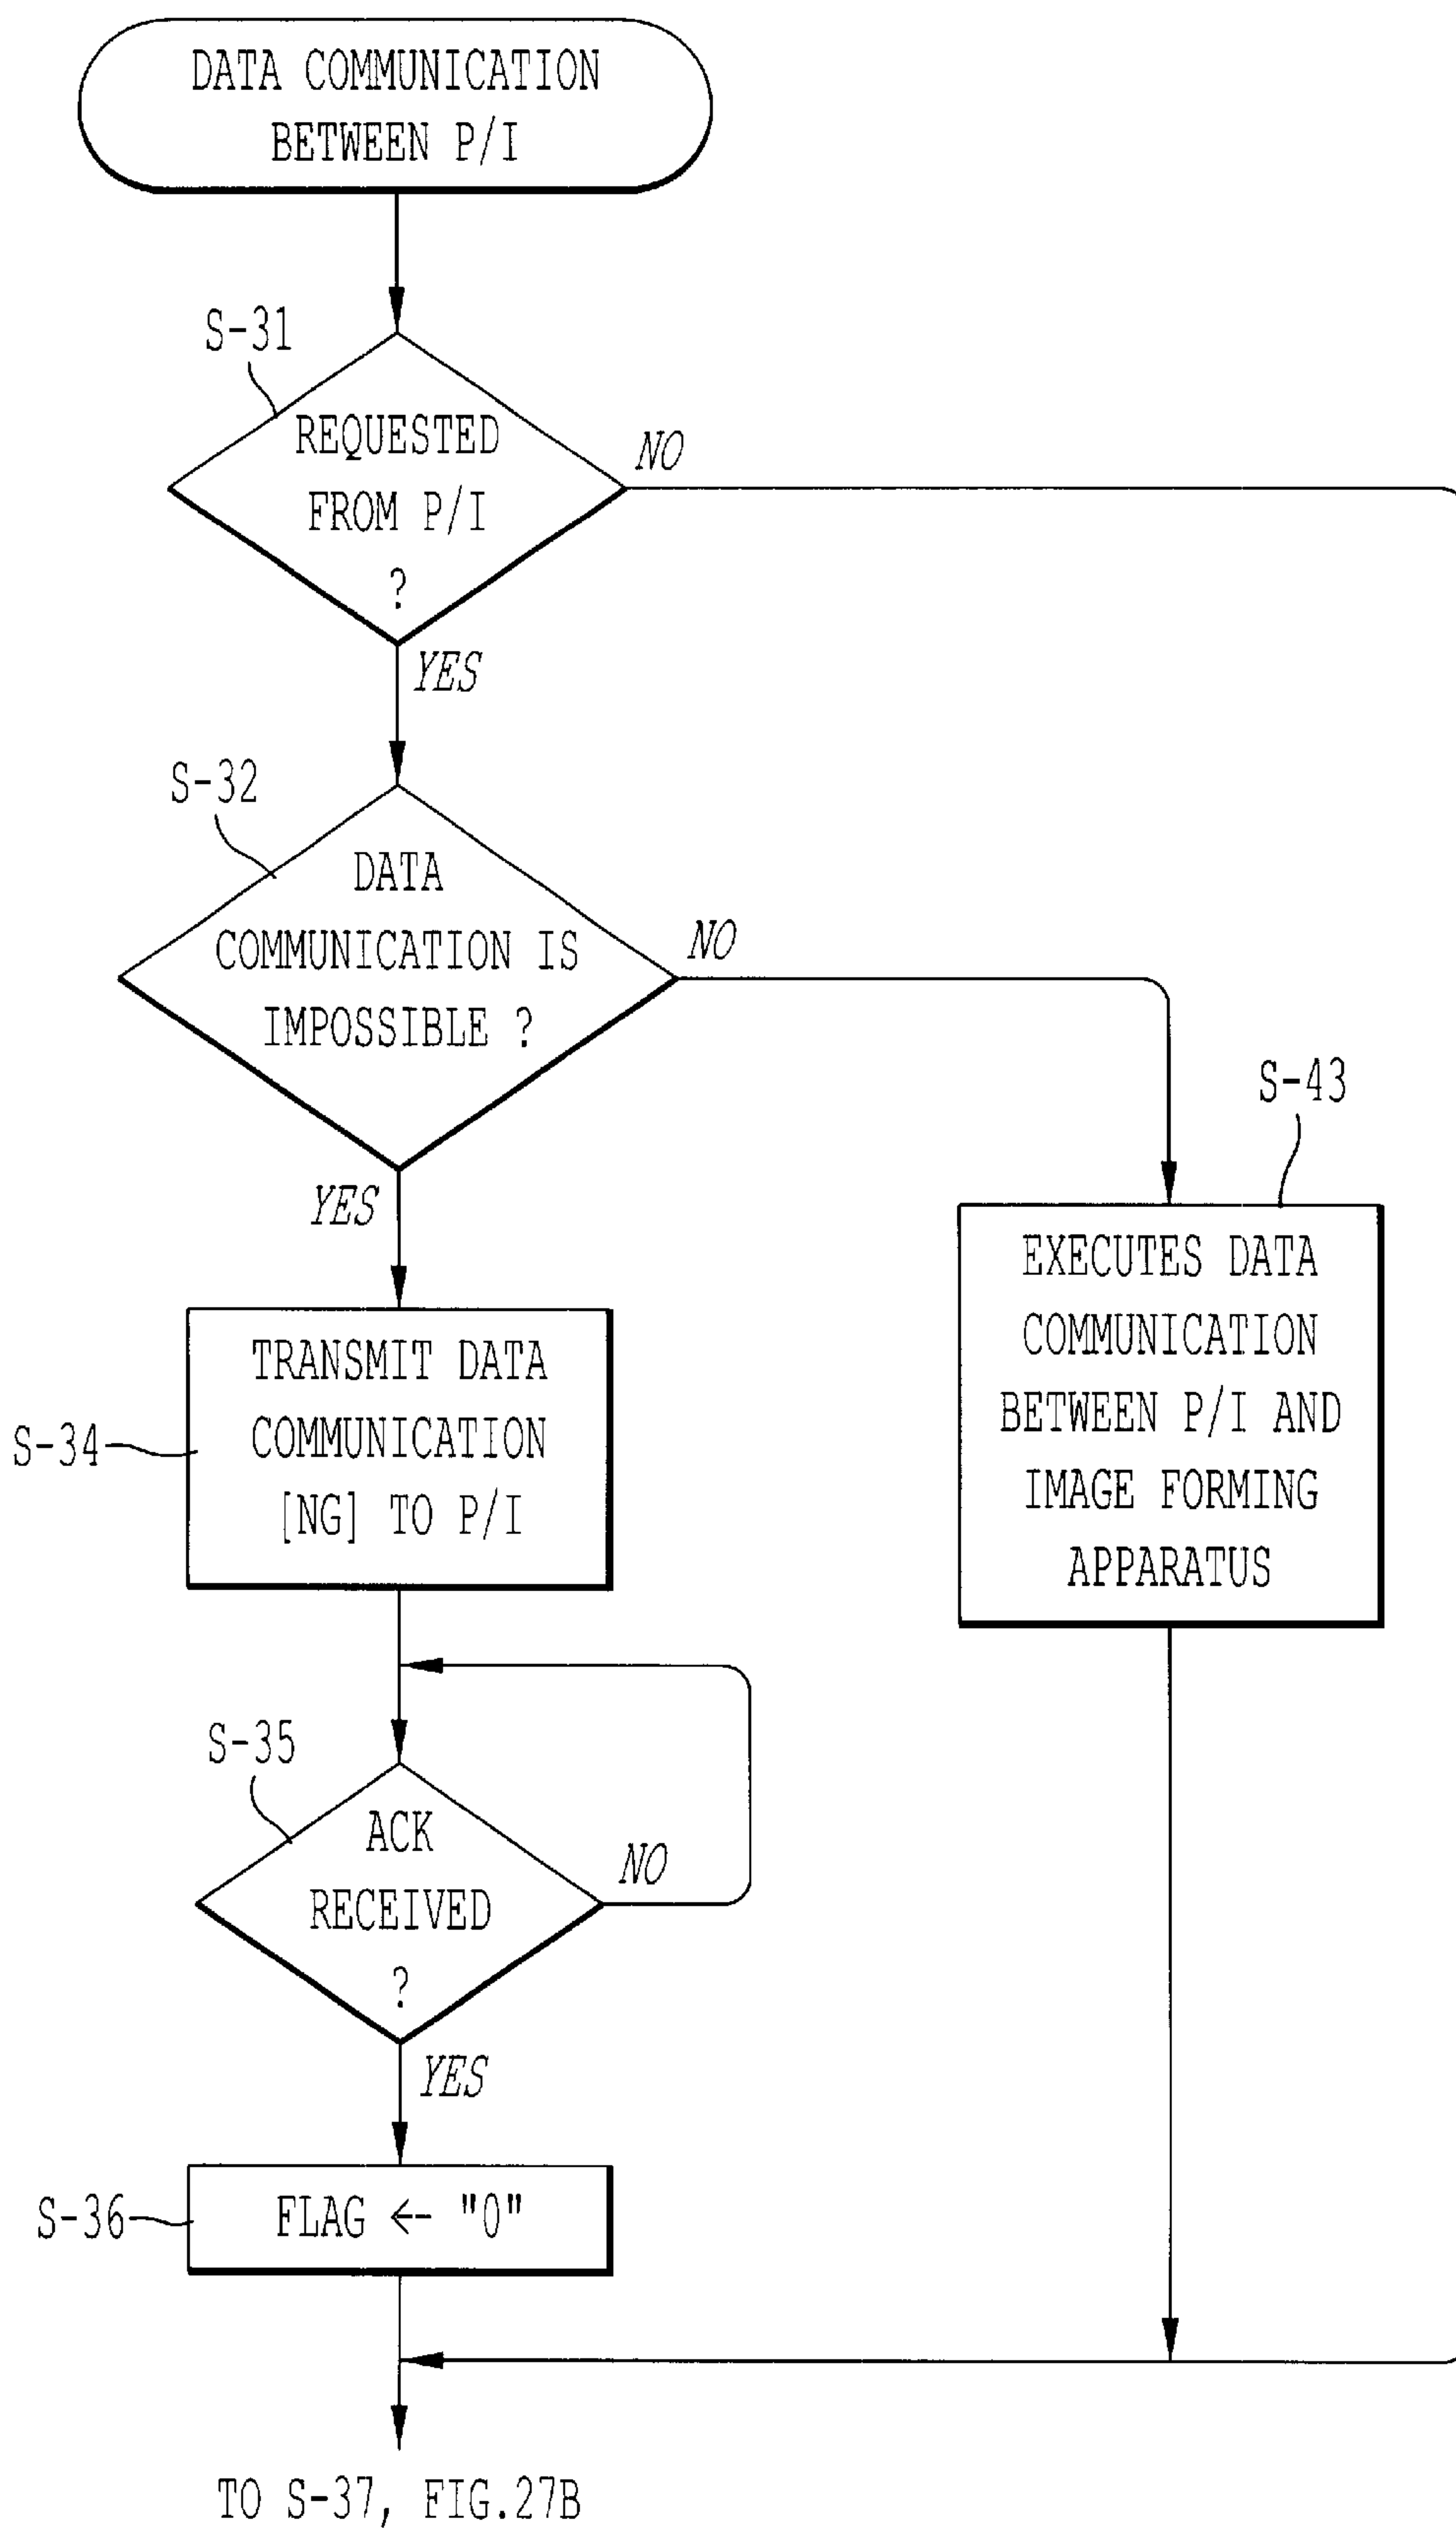 DATA COMMUNICATION
BETWEEN P/I
S-31
REQUESTED
FROM P/I
?
NO
YES
S-32
DATA
COMMUNICATION IS
IMPOSSIBLE ?
NO
YES
S-43
EXECUTES DATA
COMMUNICATION
BETWEEN P/I AND
IMAGE FORMING
APPARATUS
S-34
TRANSMIT DATA
COMMUNICATION
[NG] TO P/I
S-35
ACK
RECEIVED
?
NO
YES
S-36
FLAG ← "0"
TO S-37, FIG.27B